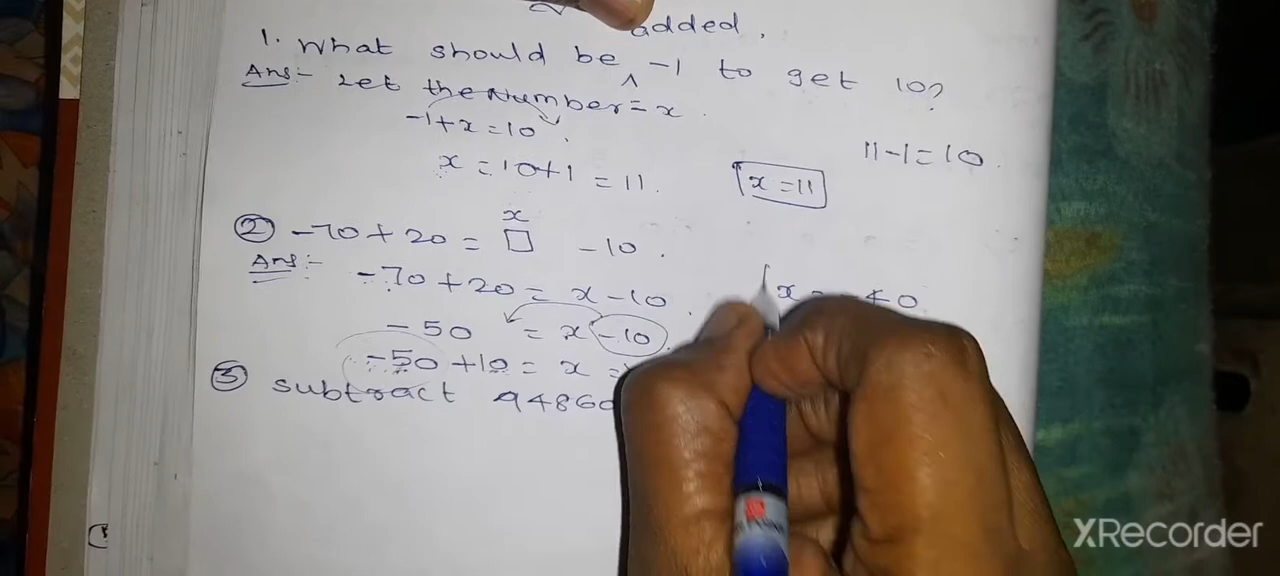 added,
1. What should be ^ -1 to get 10?
Ans:- Let the Number = x.
-1+x=10.
x = 10+1 = 11.
11-1=10.
x=11
② -70+20 = □ -10.
x
Ans:-
-70+20 = x-10.
x = -40
-50 = x-10.
-50+10 = x =
③ subtract 94860
XRecorder